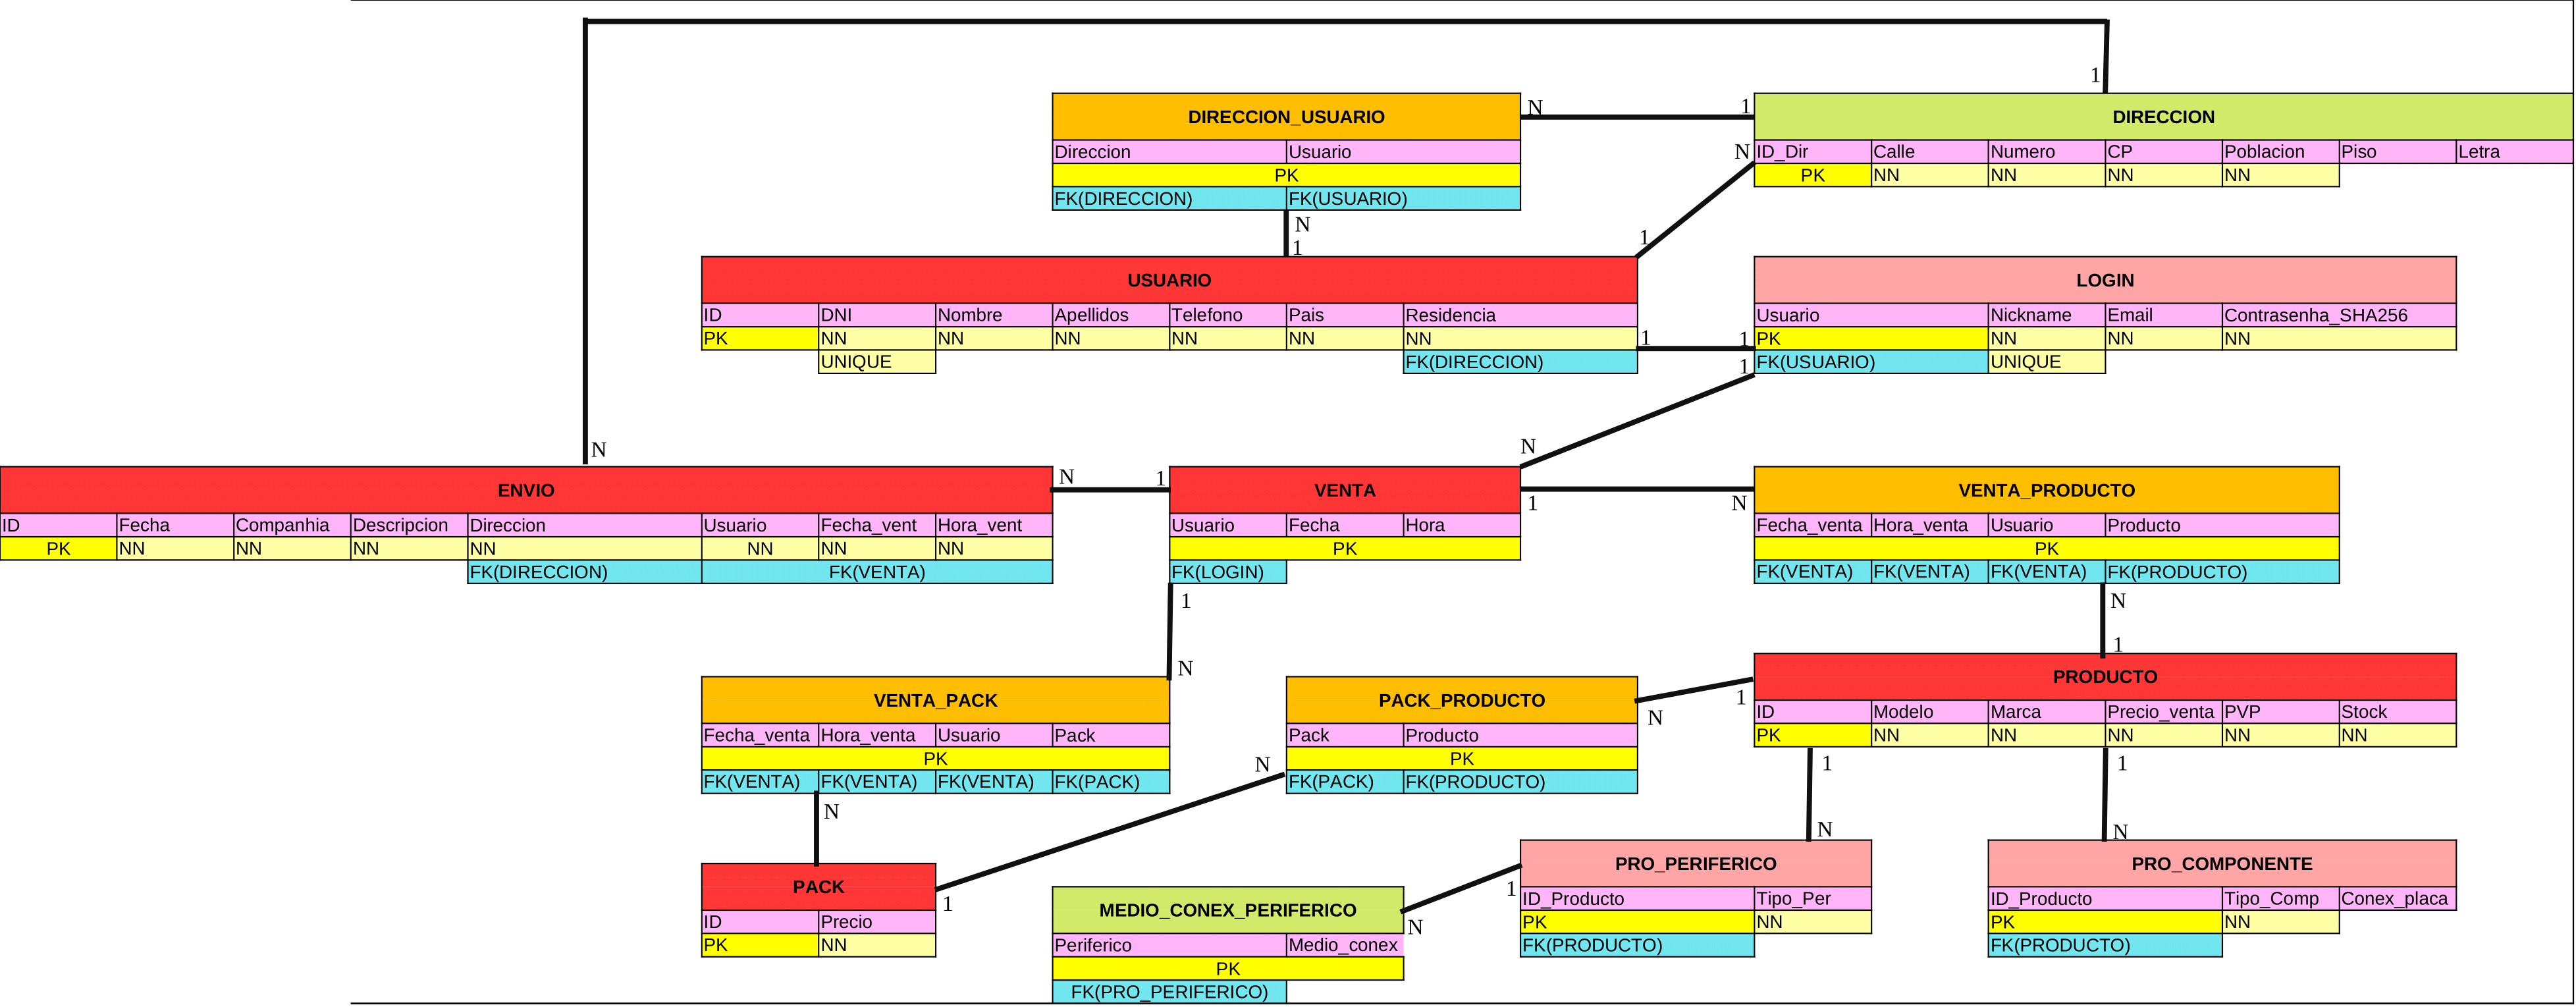 1
DIRECCION_USUARIO
N
1
DIRECCION
Direccion Usuario
N
ID_Dir Calle Numero CP Poblacion Piso Letra
PK
PK NN NN NN NN
FK(DIRECCION) FK(USUARIO)
N
1
1
USUARIO
LOGIN
ID DNI Nombre Apellidos Telefono Pais Residencia
Usuario Nickname Email Contrasenha_SHA256
PK NN NN NN NN NN NN
1
1
PK NN NN NN
UNIQUE FK(DIRECCION)
1
FK(USUARIO) UNIQUE
N
N
ENVIO
N
1
VENTA
1
N
VENTA_PRODUCTO
ID Fecha Companhia Descripcion Direccion Usuario Fecha_vent Hora_vent
Usuario Fecha Hora
Fecha_venta Hora_venta Usuario Producto
PK NN NN NN NN NN NN NN
PK
PK
FK(DIRECCION) FK(VENTA)
FK(LOGIN)
FK(VENTA) FK(VENTA) FK(VENTA) FK(PRODUCTO)
1
N
N
1
VENTA_PACK
PACK_PRODUCTO
N
1
PRODUCTO
Fecha_venta Hora_venta Usuario Pack
Pack Producto
ID Modelo Marca Precio_venta PVP Stock
PK
PK
PK NN NN NN NN NN
FK(VENTA) FK(VENTA) FK(VENTA) FK(PACK)
N
FK(PACK) FK(PRODUCTO)
1
1
N
N
N
PACK
1
MEDIO_CONEX_PERIFERICO
N
1
PRO_PERIFERICO
PRO_COMPONENTE
ID Precio
Periferico Medio_conex
ID_Producto Tipo_Per
ID_Producto Tipo_Comp Conex_placa
PK NN
PK
PK NN
PK NN
FK(PRO_PERIFERICO)
FK(PRODUCTO)
FK(PRODUCTO)